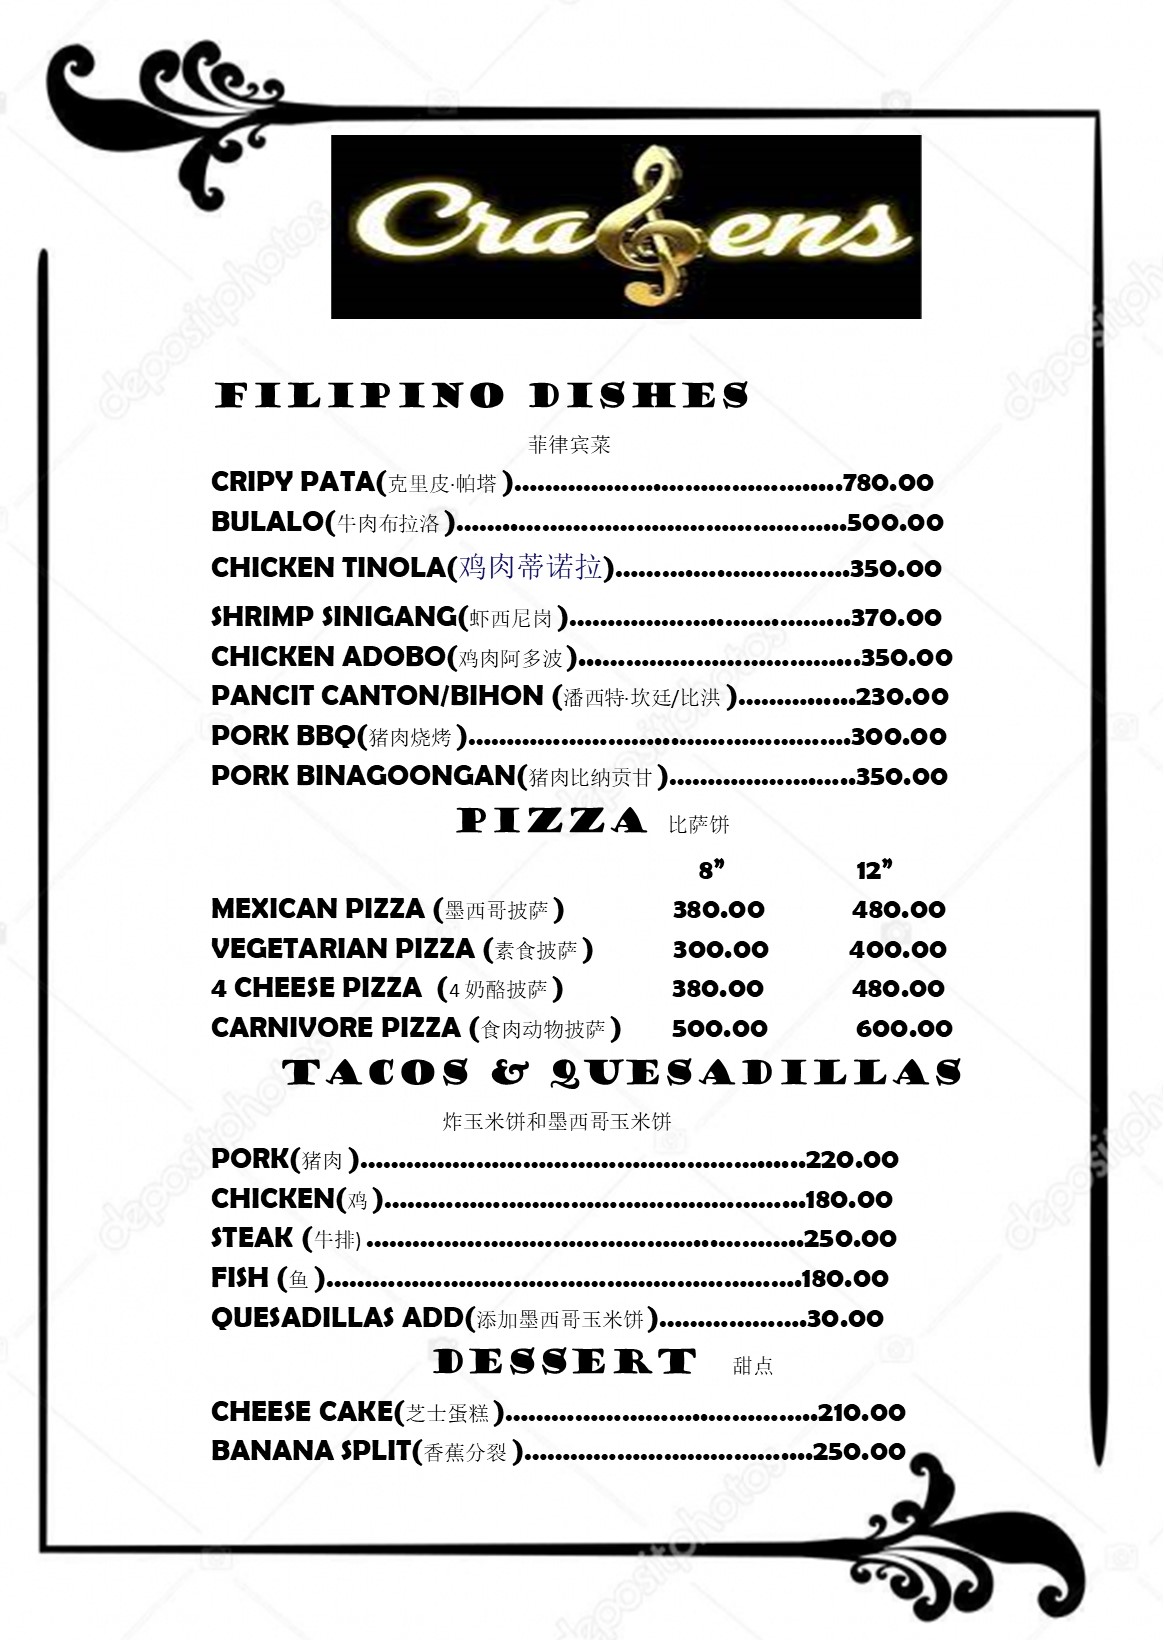 Cra ens
FILIPINO DISHES
菲律宾菜
CRIPY PATA(克里皮·帕塔 )..........................................780.00
BULALO(牛肉布拉洛 )..................................................500.00
CHICKEN TINOLA(鸡肉蒂诺拉)..............................350.00
SHRIMP SINIGANG(虾西尼岗 )....................................370.00
CHICKEN ADOBO(鸡肉阿多波 )....................................350.00
PANCIT CANTON/BIHON (潘西特·坎廷/比洪 )...............230.00
PORK BBQ(猪肉烧烤 ).................................................300.00
PORK BINAGOONGAN(猪肉比纳贡甘 )........................350.00
PIZZA 比萨饼
8” 12”
MEXICAN PIZZA (墨西哥披萨 ) 380.00 480.00
VEGETARIAN PIZZA (素食披萨 ) 300.00 400.00
4 CHEESE PIZZA (4 奶酪披萨 ) 380.00 480.00
CARNIVORE PIZZA (食肉动物披萨 ) 500.00 600.00
TACOS & QUESADILLAS
炸玉米饼和墨西哥玉米饼
PORK(猪肉 ).........................................................220.00
CHICKEN(鸡 )......................................................180.00
STEAK (牛排) ........................................................250.00
FISH (鱼 ).............................................................180.00
QUESADILLAS ADD(添加墨西哥玉米饼 )...................30.00
DESSERT 甜点
CHEESE CAKE(芝士蛋糕 )........................................210.00
BANANA SPLIT(香蕉分裂 ).....................................250.00
depositphotos
depositphotos
depositphotos
depositphotos
depositphotos
depositphotos
depositphotos
depositphotos